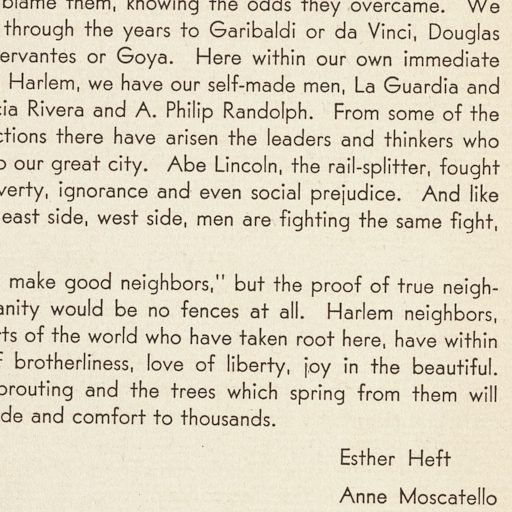 blame them, knowing the odds they overcame. We
through the years to Garibaldi or da Vinci, Douglas
ervantes or Goya. Here within our own immediate
Harlem, we have our self-made men, La Guardia and
cia Rivera and A. Philip Randolph. From some of the
ctions there have arisen the leaders and thinkers who
o our great city. Abe Lincoln, the rail-splitter, fought
verty, ignorance and even social prejudice. And like
east side, west side, men are fighting the same fight,
make good neighbors," but the proof of true neigh-
anity would be no fences at all. Harlem neighbors,
rts of the world who have taken root here, have within
f brotherliness, love of liberty, joy in the beautiful.
prouting and the trees which spring from them will
de and comfort to thousands.
Esther Heft
Anne Moscatello